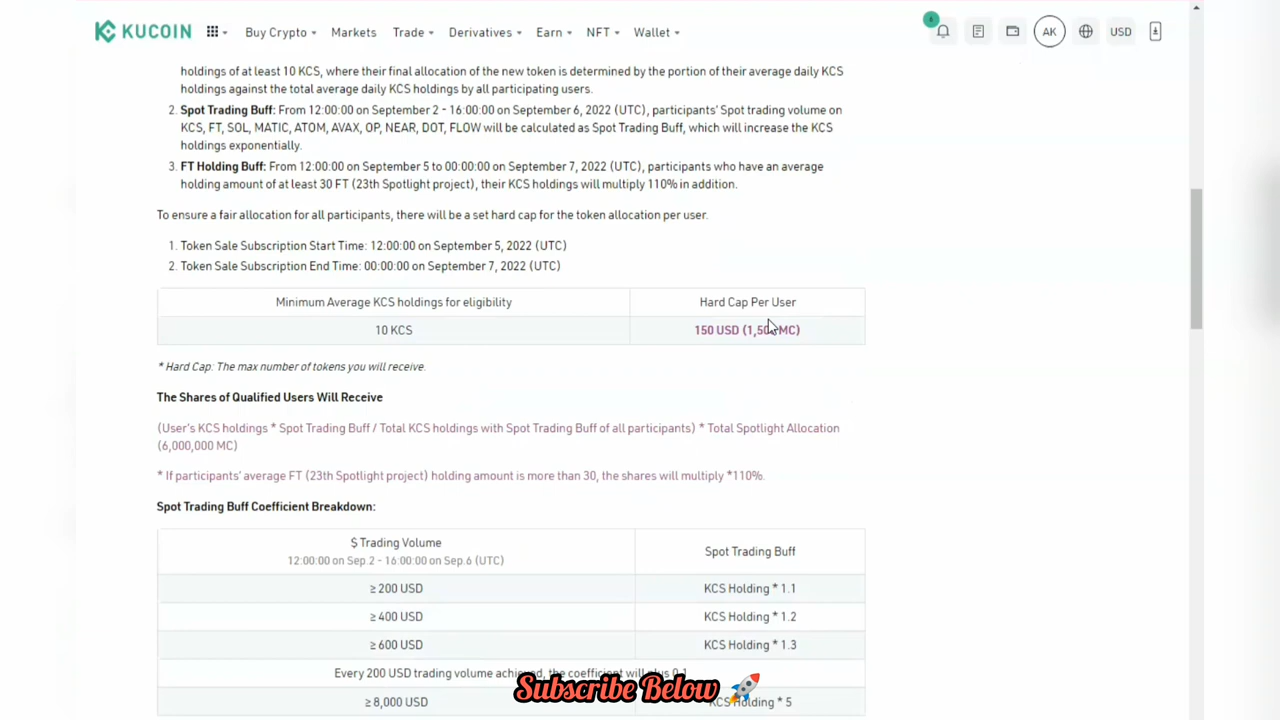 KUCOIN Buy Crypto Markets Trade Derivatives Earn NFT Wallet AK USD
holdings of at least 10 KCS, where their final allocation of the new token is determined by the portion of their average daily KCS
holdings against the total average daily KCS holdings by all participating users.
2. Spot Trading Buff: From 12:00:00 on September 2 - 16:00:00 on September 6, 2022 (UTC), participants' Spot trading volume on
KCS, FT, SOL, MATIC, ATOM, AVAX, OP, NEAR, DOT, FLOW will be calculated as Spot Trading Buff, which will increase the KCS
holdings exponentially.
3. FT Holding Buff: From 12:00:00 on September 5 to 00:00:00 on September 7, 2022 (UTC), participants who have an average
holding amount of at least 30 FT (23th Spotlight project), their KCS holdings will multiply 110% in addition.
To ensure a fair allocation for all participants, there will be a set hard cap for the token allocation per user.
1. Token Sale Subscription Start Time: 12:00:00 on September 5, 2022 (UTC)
2. Token Sale Subscription End Time: 00:00:00 on September 7, 2022 (UTC)
Minimum Average KCS holdings for eligibility Hard Cap Per User
10 KCS 150 USD MC)
* Hard Cap: The max number of tokens you will receive.
The Shares of Qualified Users Will Receive
(User's KCS holdings * Spot Trading Buff / Total KCS holdings with Spot Trading Buff of all participants) * Total Spotlight Allocation
(6,000,000 MC)
* If participants' average FT (23th Spotlight project) holding amount is more than 30, the shares will multiply *110%.
Spot Trading Buff Coefficient Breakdown:
$ Trading Volume
12:00:00 on Sep.2 - 16:00:00 on Sep.6 (UTC)
Spot Trading Buff
≥ 200 USD KCS Holding * 1.1
≥ 400 USD KCS Holding * 1.2
≥ 600 USD KCS Holding * 1.3
Every 200 USD trading volume achieved, the coefficient will plus 0.1
≥ 8,000 USD KCS Holding * 5
Subscribe Below